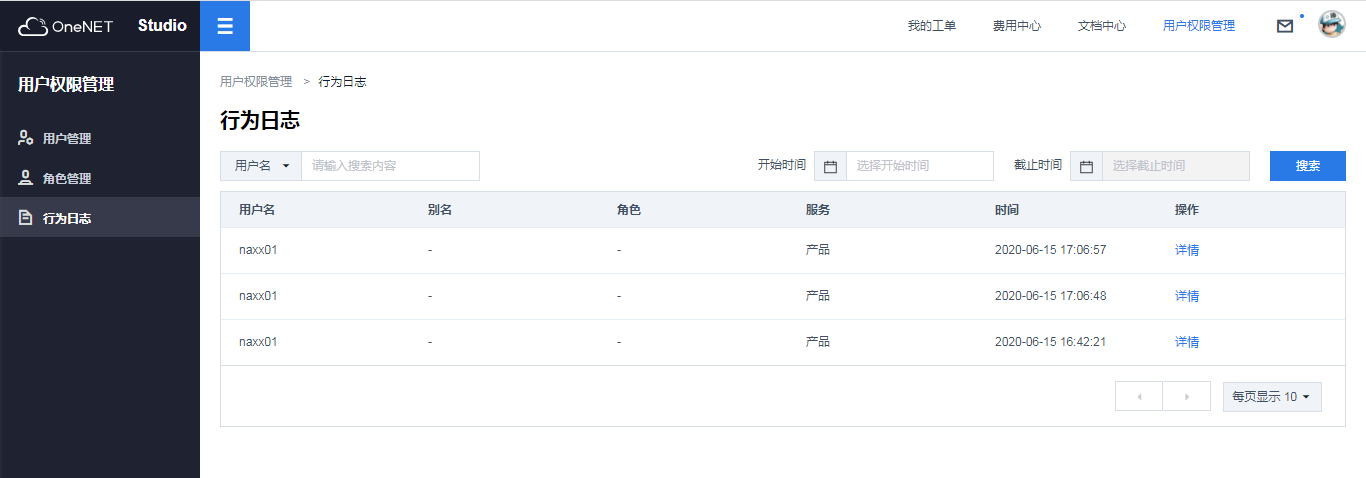 OneNET Studio 我的工单 费用中心 文档中心 用户权限管理
用户权限管理
用户管理
角色管理
行为日志
用户权限管理 > 行为日志
行为日志
用户名 请输入搜索内容 开始时间 选择开始时间 截止时间 选择截止时间 搜索
用户名 别名 角色 服务 时间 操作
naxx01 - - 产品 2020-06-15 17:06:57 详情
naxx01 - - 产品 2020-06-15 17:06:48 详情
naxx01 - - 产品 2020-06-15 16:42:21 详情
每页显示 10